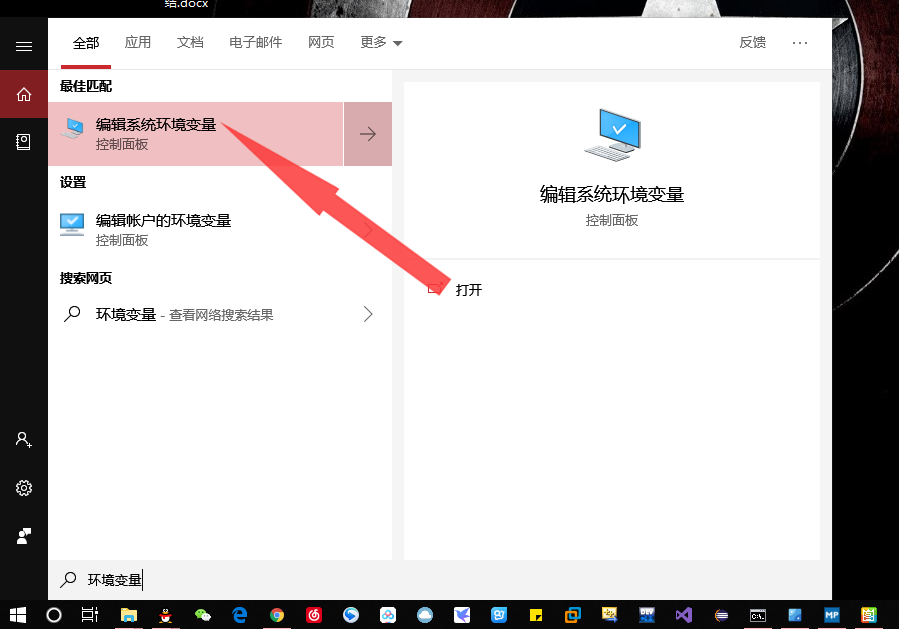 结.docx
全部 应用 文档 电子邮件 网页 更多 反馈 ···
最佳匹配
编辑系统环境变量
控制面板
设置
编辑帐户的环境变量
控制面板
搜索网页
环境变量 - 查看网络搜索结果
编辑系统环境变量
控制面板
打开
环境变量
DEV
C:\
MP